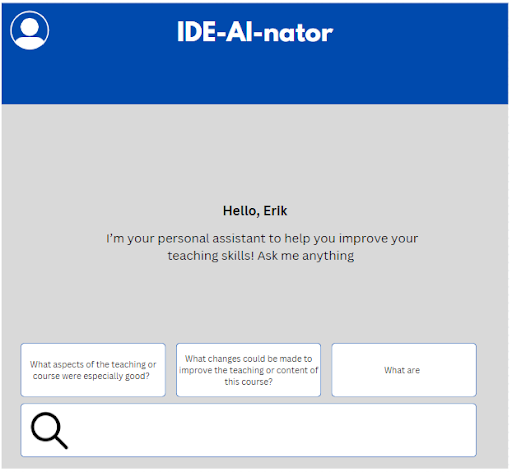 IDE-AI-nator
Hello, Erik
I'm your personal assistant to help you improve your
teaching skills! Ask me anything
What aspects of the teaching or
course were especially good?
What changes could be made to
improve the teaching or content of
this course?
What are